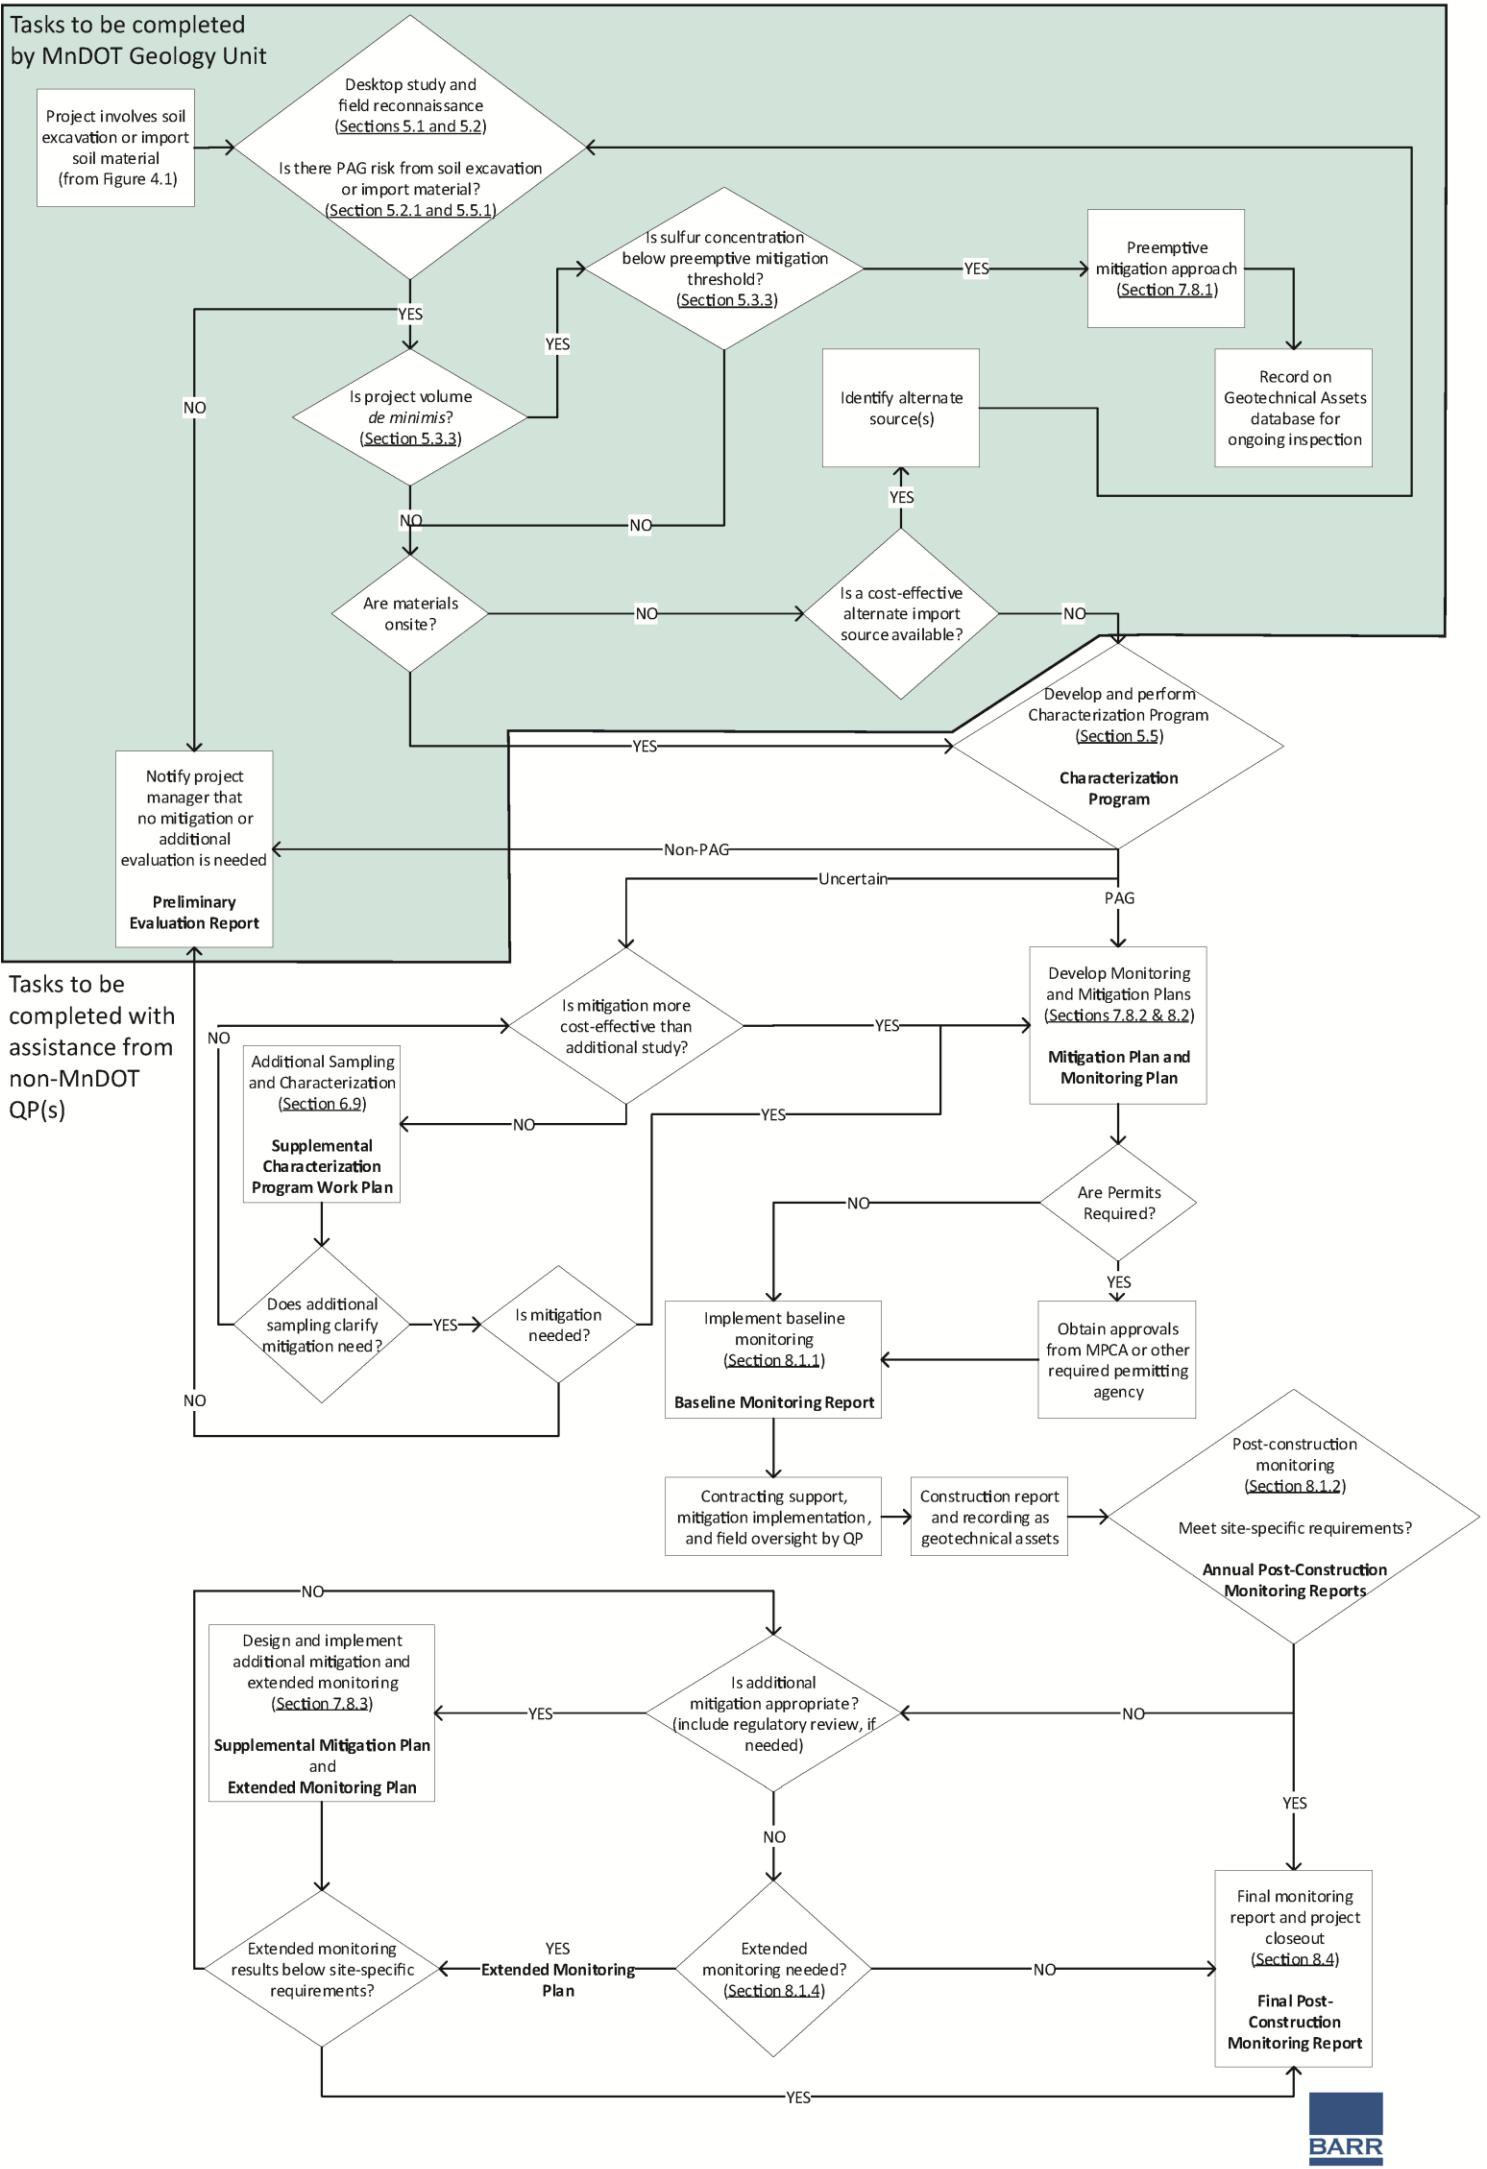 Tasks to be completed
by MnDOT Geology Unit
Project involves soil
excavation or import
soil material
(from Figure 4.1)
Desktop study and
field reconnaissance
(Sections 5.1 and 5.2)
Is there PAG risk from soil excavation
or import material?
(Section 5.2.1 and 5.5.1)
YES
NO
Is project volume
de minimis?
(Section 5.3.3)
YES
Is sulfur concentration
below preemptive mitigation
threshold?
(Section 5.3.3)
YES
Preemptive
mitigation approach
(Section 7.8.1)
Record on
Geotechnical Assets
database for
ongoing inspection
Identify alternate
source(s)
YES
NO
NO
Are materials
onsite?
NO
Is a cost-effective
alternate import
source available?
NO
YES
Develop and perform
Characterization Program
(Section 5.5)
Characterization
Program
Notify project
manager that
no mitigation or
additional
evaluation is needed
Preliminary
Evaluation Report
Non-PAG
Uncertain
PAG
Tasks to be
completed with
assistance from
non-MnDOT
QP(s)
NO
Is mitigation more
cost-effective than
additional study?
YES
Develop Monitoring
and Mitigation Plans
(Sections 7.8.2 & 8.2)
Mitigation Plan and
Monitoring Plan
Additional Sampling
and Characterization
(Section 6.9)
Supplemental
Characterization
Program Work Plan
NO
YES
Are Permits
Required?
NO
YES
Does additional
sampling clarify
mitigation need?
YES
Is mitigation
needed?
NO
Implement baseline
monitoring
(Section 8.1.1)
Baseline Monitoring Report
Obtain approvals
from MPCA or other
required permitting
agency
Contracting support,
mitigation implementation,
and field oversight by QP
Construction report
and recording as
geotechnical assets
Post-construction
monitoring
(Section 8.1.2)
Meet site-specific requirements?
Annual Post-Construction
Monitoring Reports
NO
Design and implement
additional mitigation and
extended monitoring
(Section 7.8.3)
Supplemental Mitigation Plan
and
Extended Monitoring Plan
YES
Is additional
mitigation appropriate?
(include regulatory review, if
needed)
NO
YES
NO
Extended monitoring
results below site-specific
requirements?
YES
Extended Monitoring
Plan
Extended
monitoring needed?
(Section 8.1.4)
NO
Final monitoring
report and project
closeout
(Section 8.4)
Final Post-
Construction
Monitoring Report
YES
BARR